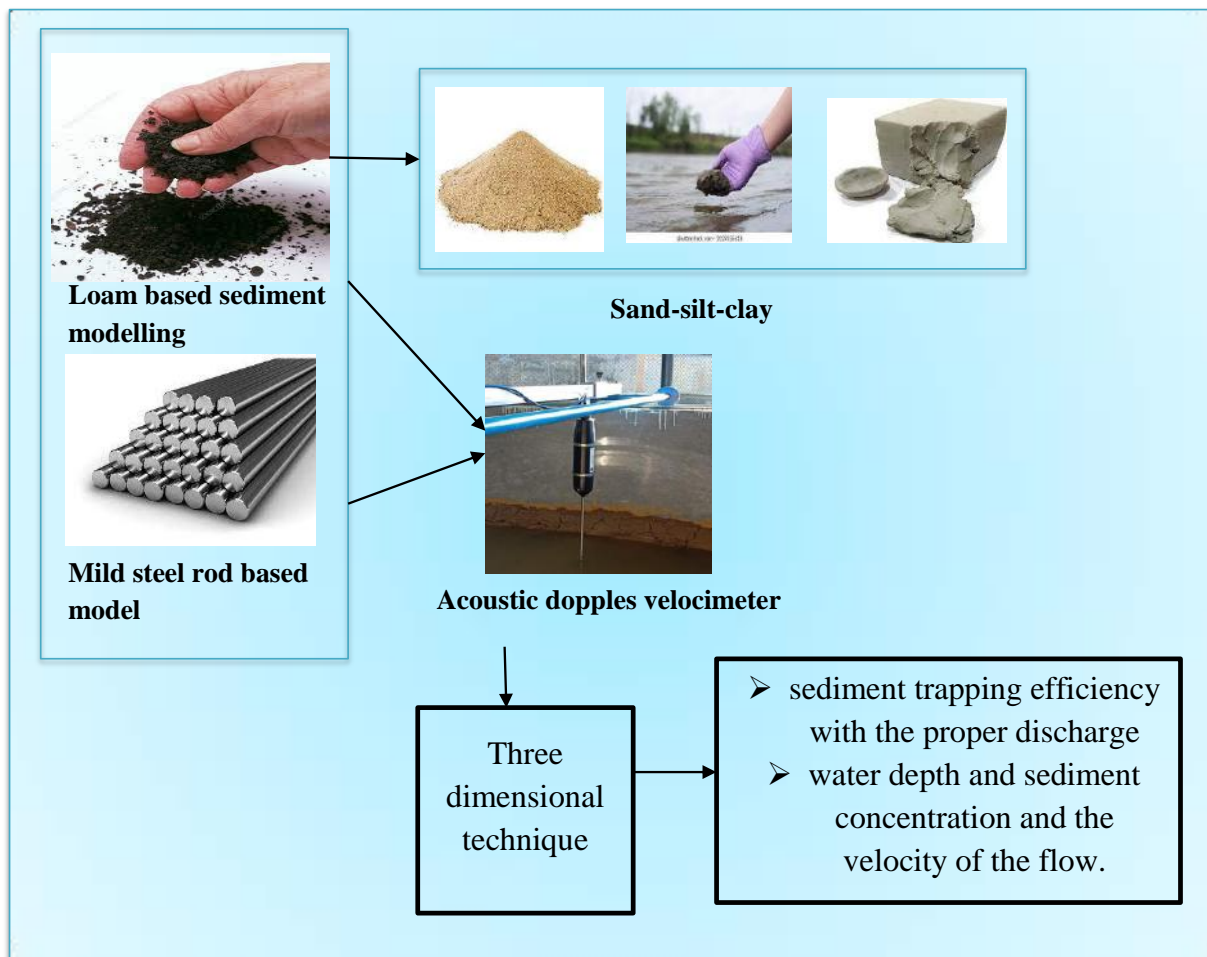 Loam based sediment
modelling
Sand-silt-clay
Mild steel rod based
model
Acoustic dopples velocimeter
Three
dimensional
technique
➢ sediment trapping efficiency
with the proper discharge
➢ water depth and sediment
concentration and the
velocity of the flow.